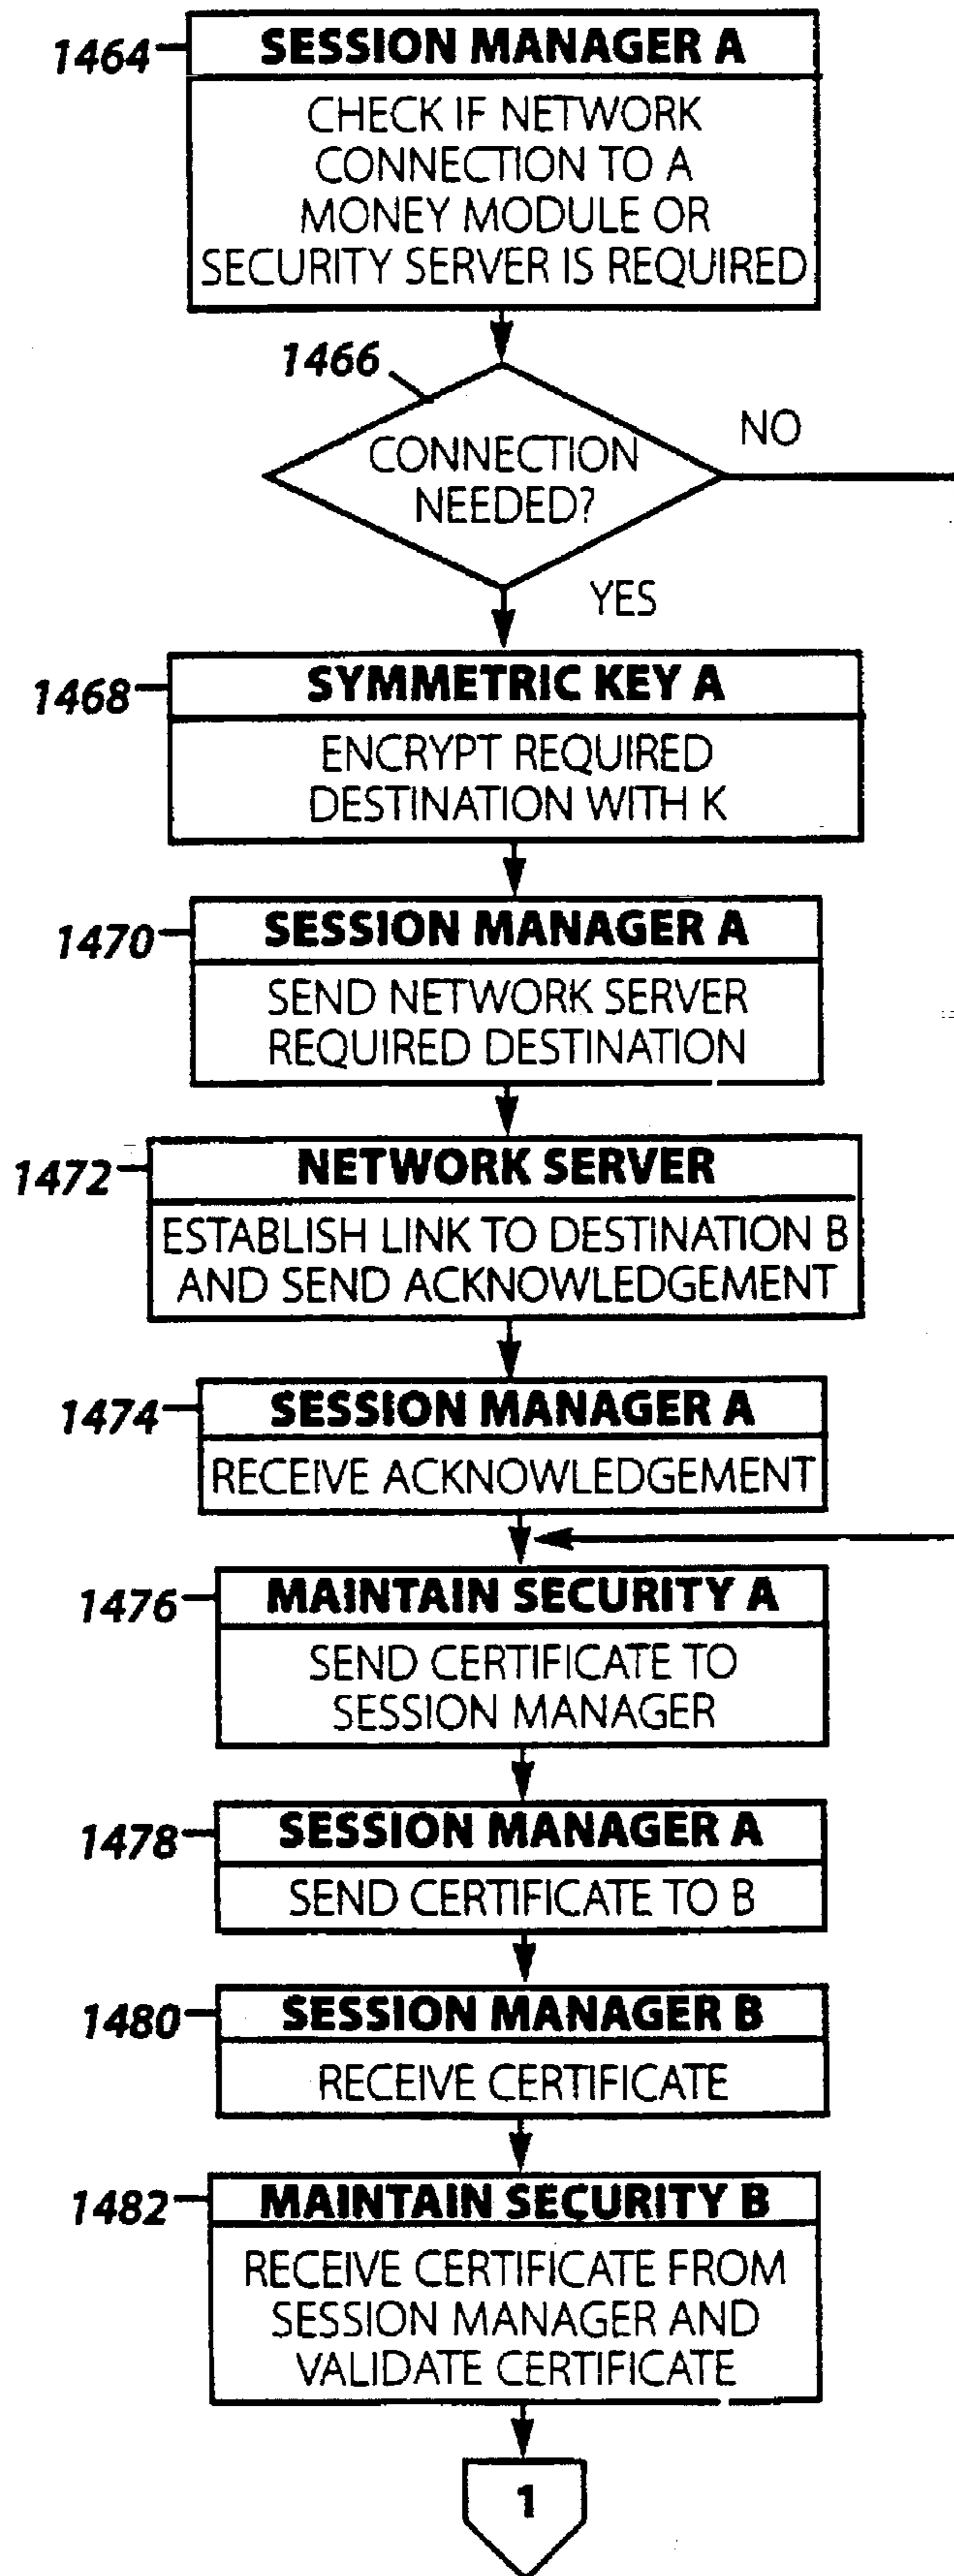 1464
SESSION MANAGER A
CHECK IF NETWORK
CONNECTION TO A
MONEY MODULE OR
SECURITY SERVER IS REQUIRED
1466
CONNECTION
NEEDED?
NO
YES
1468
SYMMETRIC KEY A
ENCRYPT REQUIRED
DESTINATION WITH K
1470
SESSION MANAGER A
SEND NETWORK SERVER
REQUIRED DESTINATION
1472
NETWORK SERVER
ESTABLISH LINK TO DESTINATION B
AND SEND ACKNOWLEDGEMENT
1474
SESSION MANAGER A
RECEIVE ACKNOWLEDGEMENT
1476
MAINTAIN SECURITY A
SEND CERTIFICATE TO
SESSION MANAGER
1478
SESSION MANAGER A
SEND CERTIFICATE TO B
1480
SESSION MANAGER B
RECEIVE CERTIFICATE
1482
MAINTAIN SECURITY B
RECEIVE CERTIFICATE FROM
SESSION MANAGER AND
VALIDATE CERTIFICATE
1